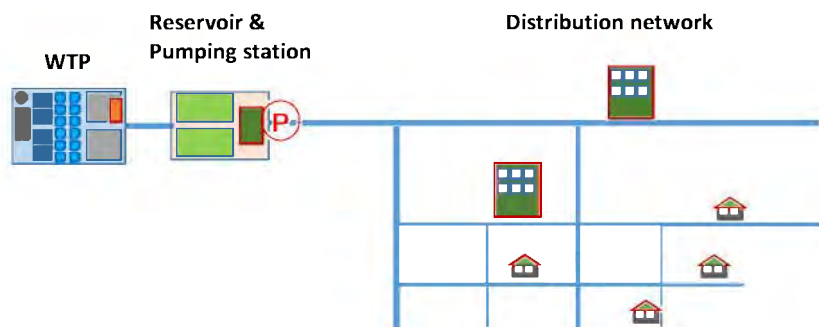 Reservoir &
Pumping station
Distribution network
WTP
P